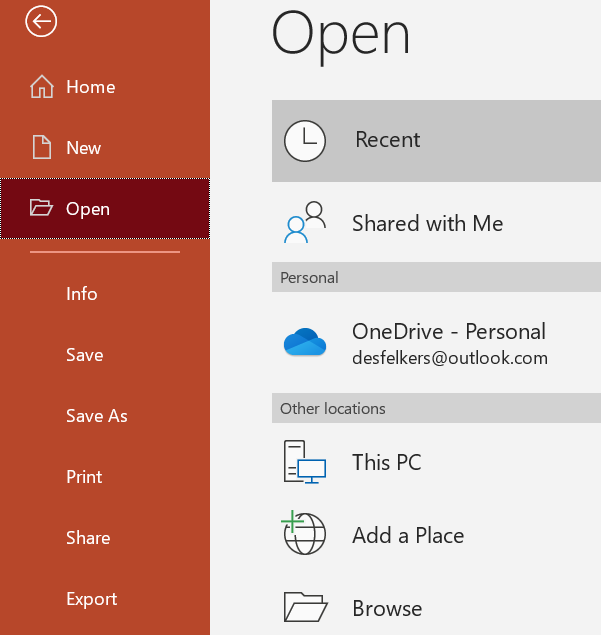 Home
New
Open
Info
Save
Save As
Print
Share
Export
Open
Recent
Shared with Me
Personal
OneDrive - Personal
desfelkers@outlook.com
Other locations
This PC
Add a Place
Browse